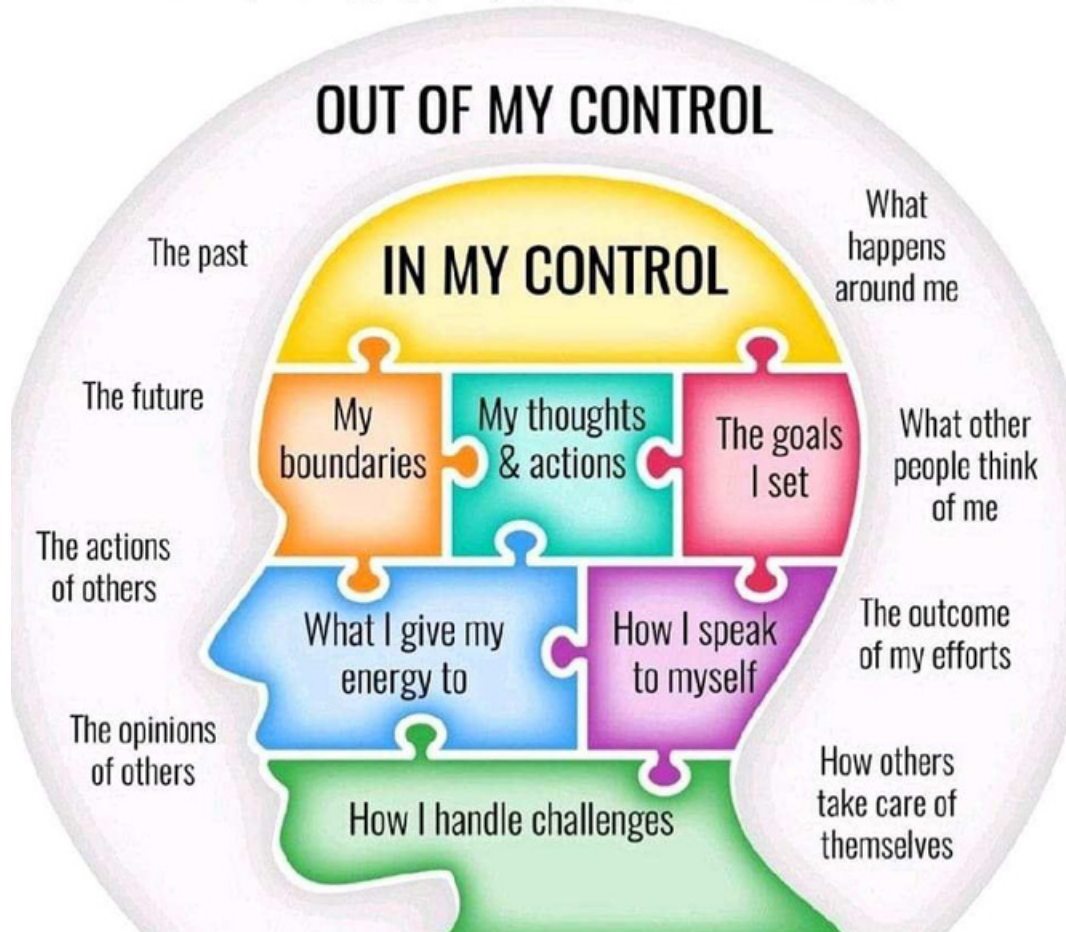 OUT OF MY CONTROL
IN MY CONTROL
The past
The future
The actions
of others
The opinions
of others
My
boundaries
My thoughts
& actions
The goals
I set
What I give my
energy to
How I speak
to myself
How I handle challenges
What
happens
around me
What other
people think
of me
The outcome
of my efforts
How others
take care of
themselves